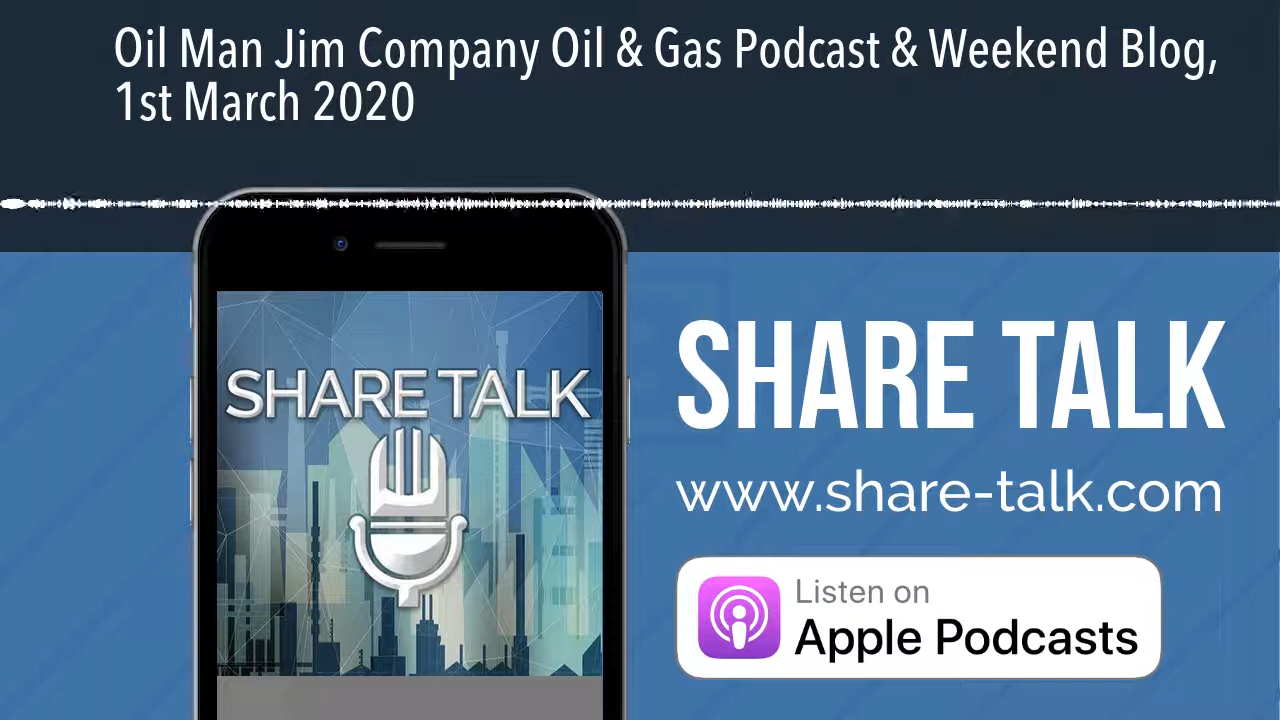 Oil Man Jim Company Oil & Gas Podcast & Weekend Blog,
1st March 2020
SHARE TALK
SHARE TALK
www.share-talk.com
Listen on
Apple Podcasts